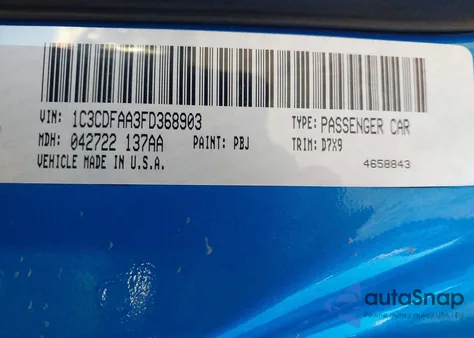 VIN: 1C3CDFAA3FD368903
TYPE: PASSENGER CAR
MDH: 042722 137AA
PAINT: PBJ
TRIM: D7X9
VEHICLE MADE IN U.S.A.
4658843
autoSnap